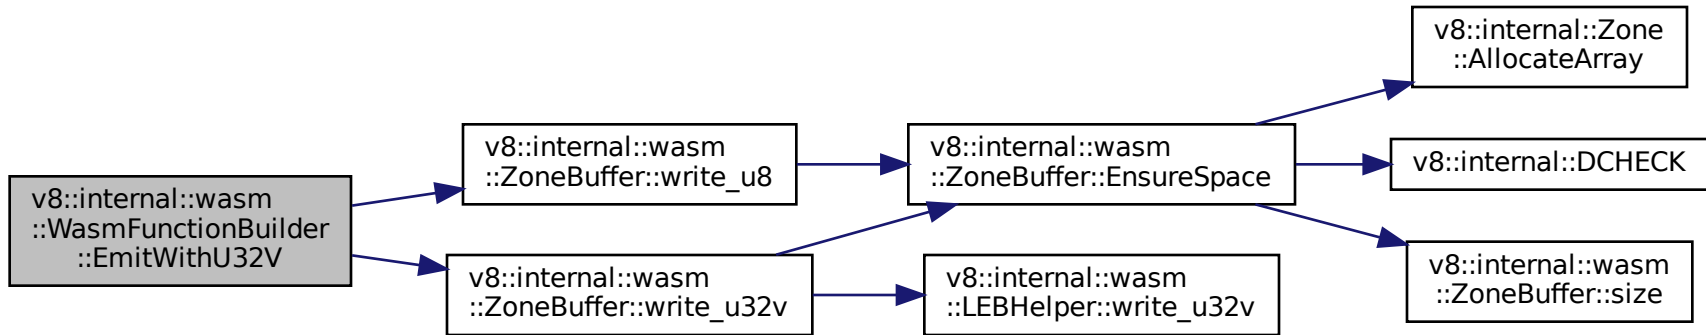 v8::internal::wasm
::WasmFunctionBuilder
::EmitWithU32V
v8::internal::wasm
::ZoneBuffer::write_u8
v8::internal::wasm
::ZoneBuffer::write_u32v
v8::internal::wasm
::ZoneBuffer::EnsureSpace
v8::internal::wasm
::LEBHelper::write_u32v
v8::internal::Zone
::AllocateArray
v8::internal::DCHECK
v8::internal::wasm
::ZoneBuffer::size